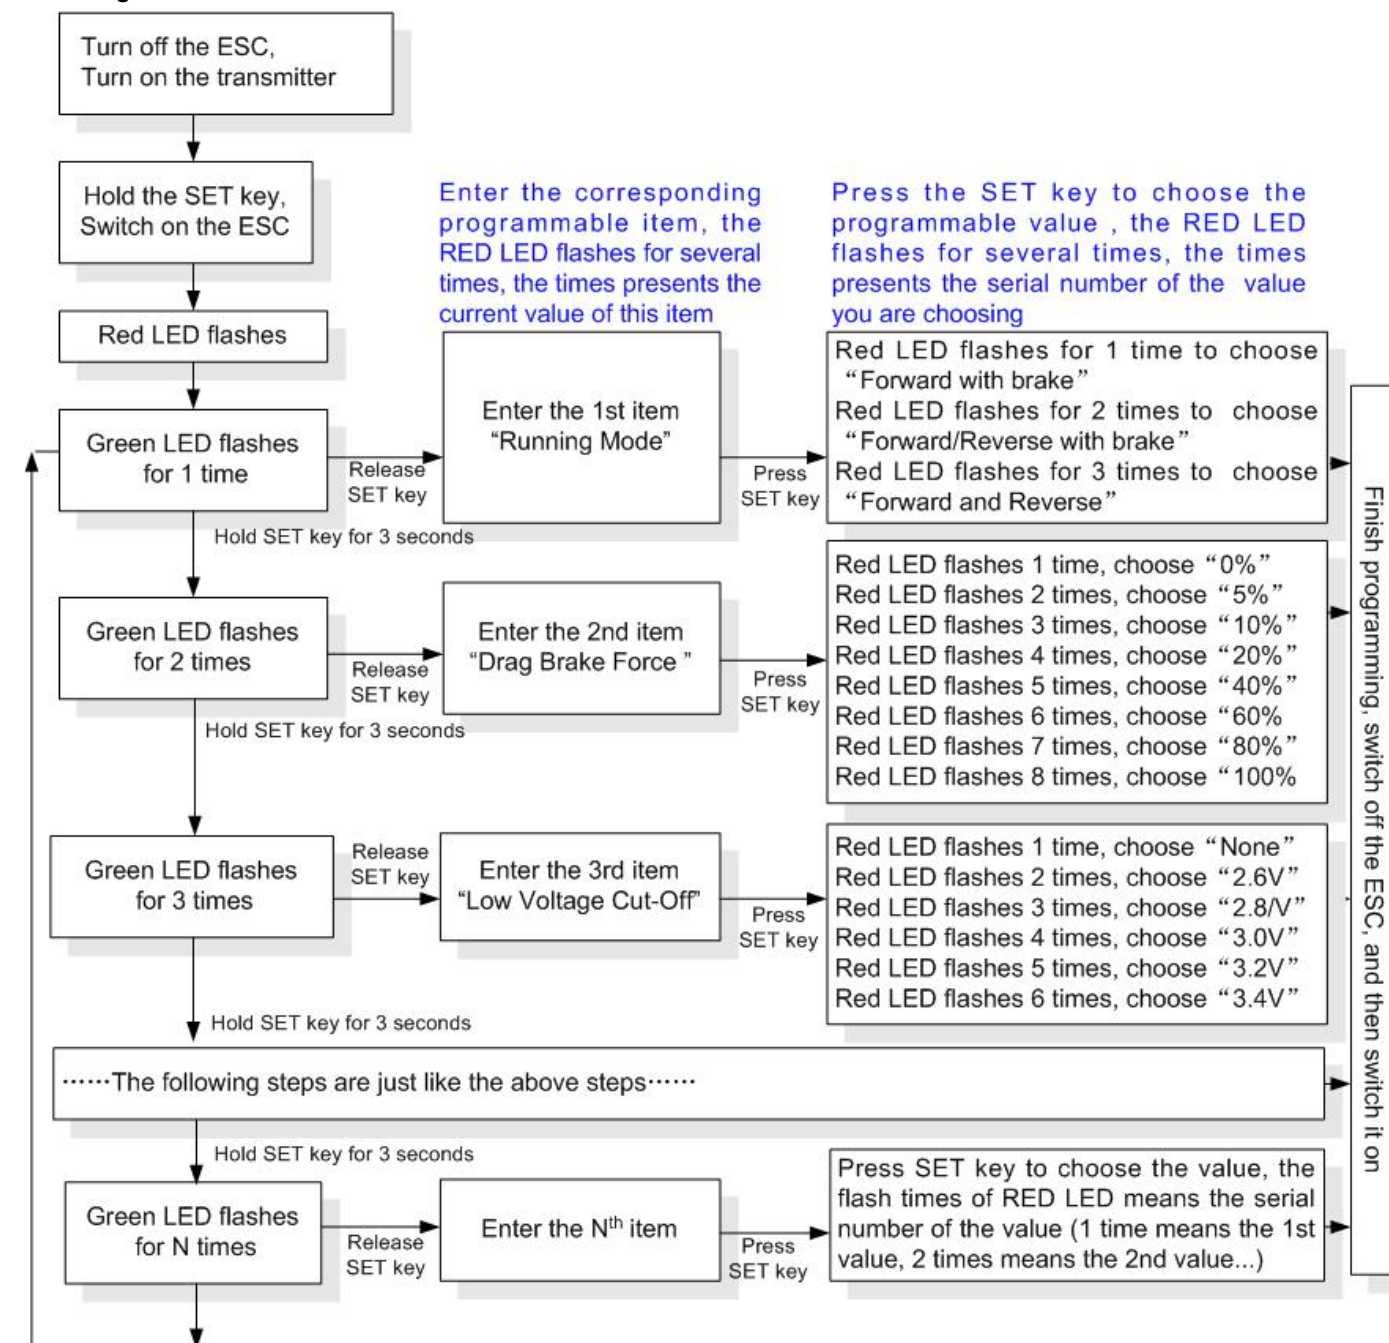 Turn off the ESC,
Turn on the transmitter
Hold the SET key,
Switch on the ESC
Enter the corresponding
programmable item, the
RED LED flashes for several
times, the times presents the
current value of this item
Press the SET key to choose the
programmable value , the RED LED
flashes for several times, the times
presents the serial number of the value
you are choosing
Red LED flashes
Green LED flashes
for 1 time
Release
SET key
Enter the 1st item
“Running Mode”
Press
SET key
Red LED flashes for 1 time to choose
“Forward with brake”
Red LED flashes for 2 times to choose
“Forward/Reverse with brake”
Red LED flashes for 3 times to choose
“Forward and Reverse”
Hold SET key for 3 seconds
Green LED flashes
for 2 times
Release
SET key
Enter the 2nd item
“Drag Brake Force ”
Press
SET key
Red LED flashes 1 time, choose “0%”
Red LED flashes 2 times, choose “5%”
Red LED flashes 3 times, choose “10%”
Red LED flashes 4 times, choose “20%”
Red LED flashes 5 times, choose “40%”
Red LED flashes 6 times, choose “60%
Red LED flashes 7 times, choose “80%”
Red LED flashes 8 times, choose “100%
Hold SET key for 3 seconds
Green LED flashes
for 3 times
Release
SET key
Enter the 3rd item
“Low Voltage Cut-Off”
Press
SET key
Red LED flashes 1 time, choose “None”
Red LED flashes 2 times, choose “2.6V”
Red LED flashes 3 times, choose “2.8/V”
Red LED flashes 4 times, choose “3.0V”
Red LED flashes 5 times, choose “3.2V”
Red LED flashes 6 times, choose “3.4V”
Hold SET key for 3 seconds
······The following steps are just like the above steps······
Hold SET key for 3 seconds
Green LED flashes
for N times
Release
SET key
Enter the Nth item
Press
SET key
Press SET key to choose the value, the
flash times of RED LED means the serial
number of the value (1 time means the 1st
value, 2 times means the 2nd value...)
Finish programming, switch off the ESC, and then switch it on